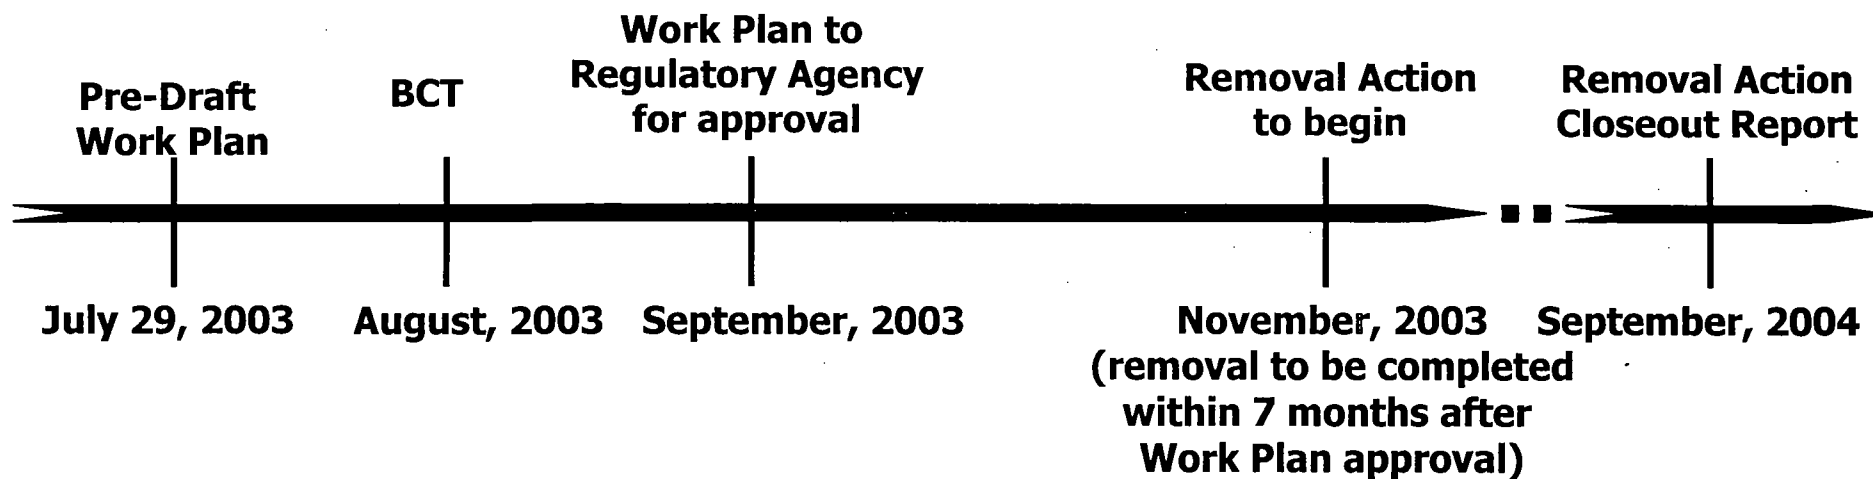 Pre-Draft
Work Plan
BCT
Work Plan to
Regulatory Agency
for approval
Removal Action
to begin
Removal Action
Closeout Report
July 29, 2003
August, 2003
September, 2003
November, 2003
(removal to be completed
within 7 months after
Work Plan approval)
September, 2004